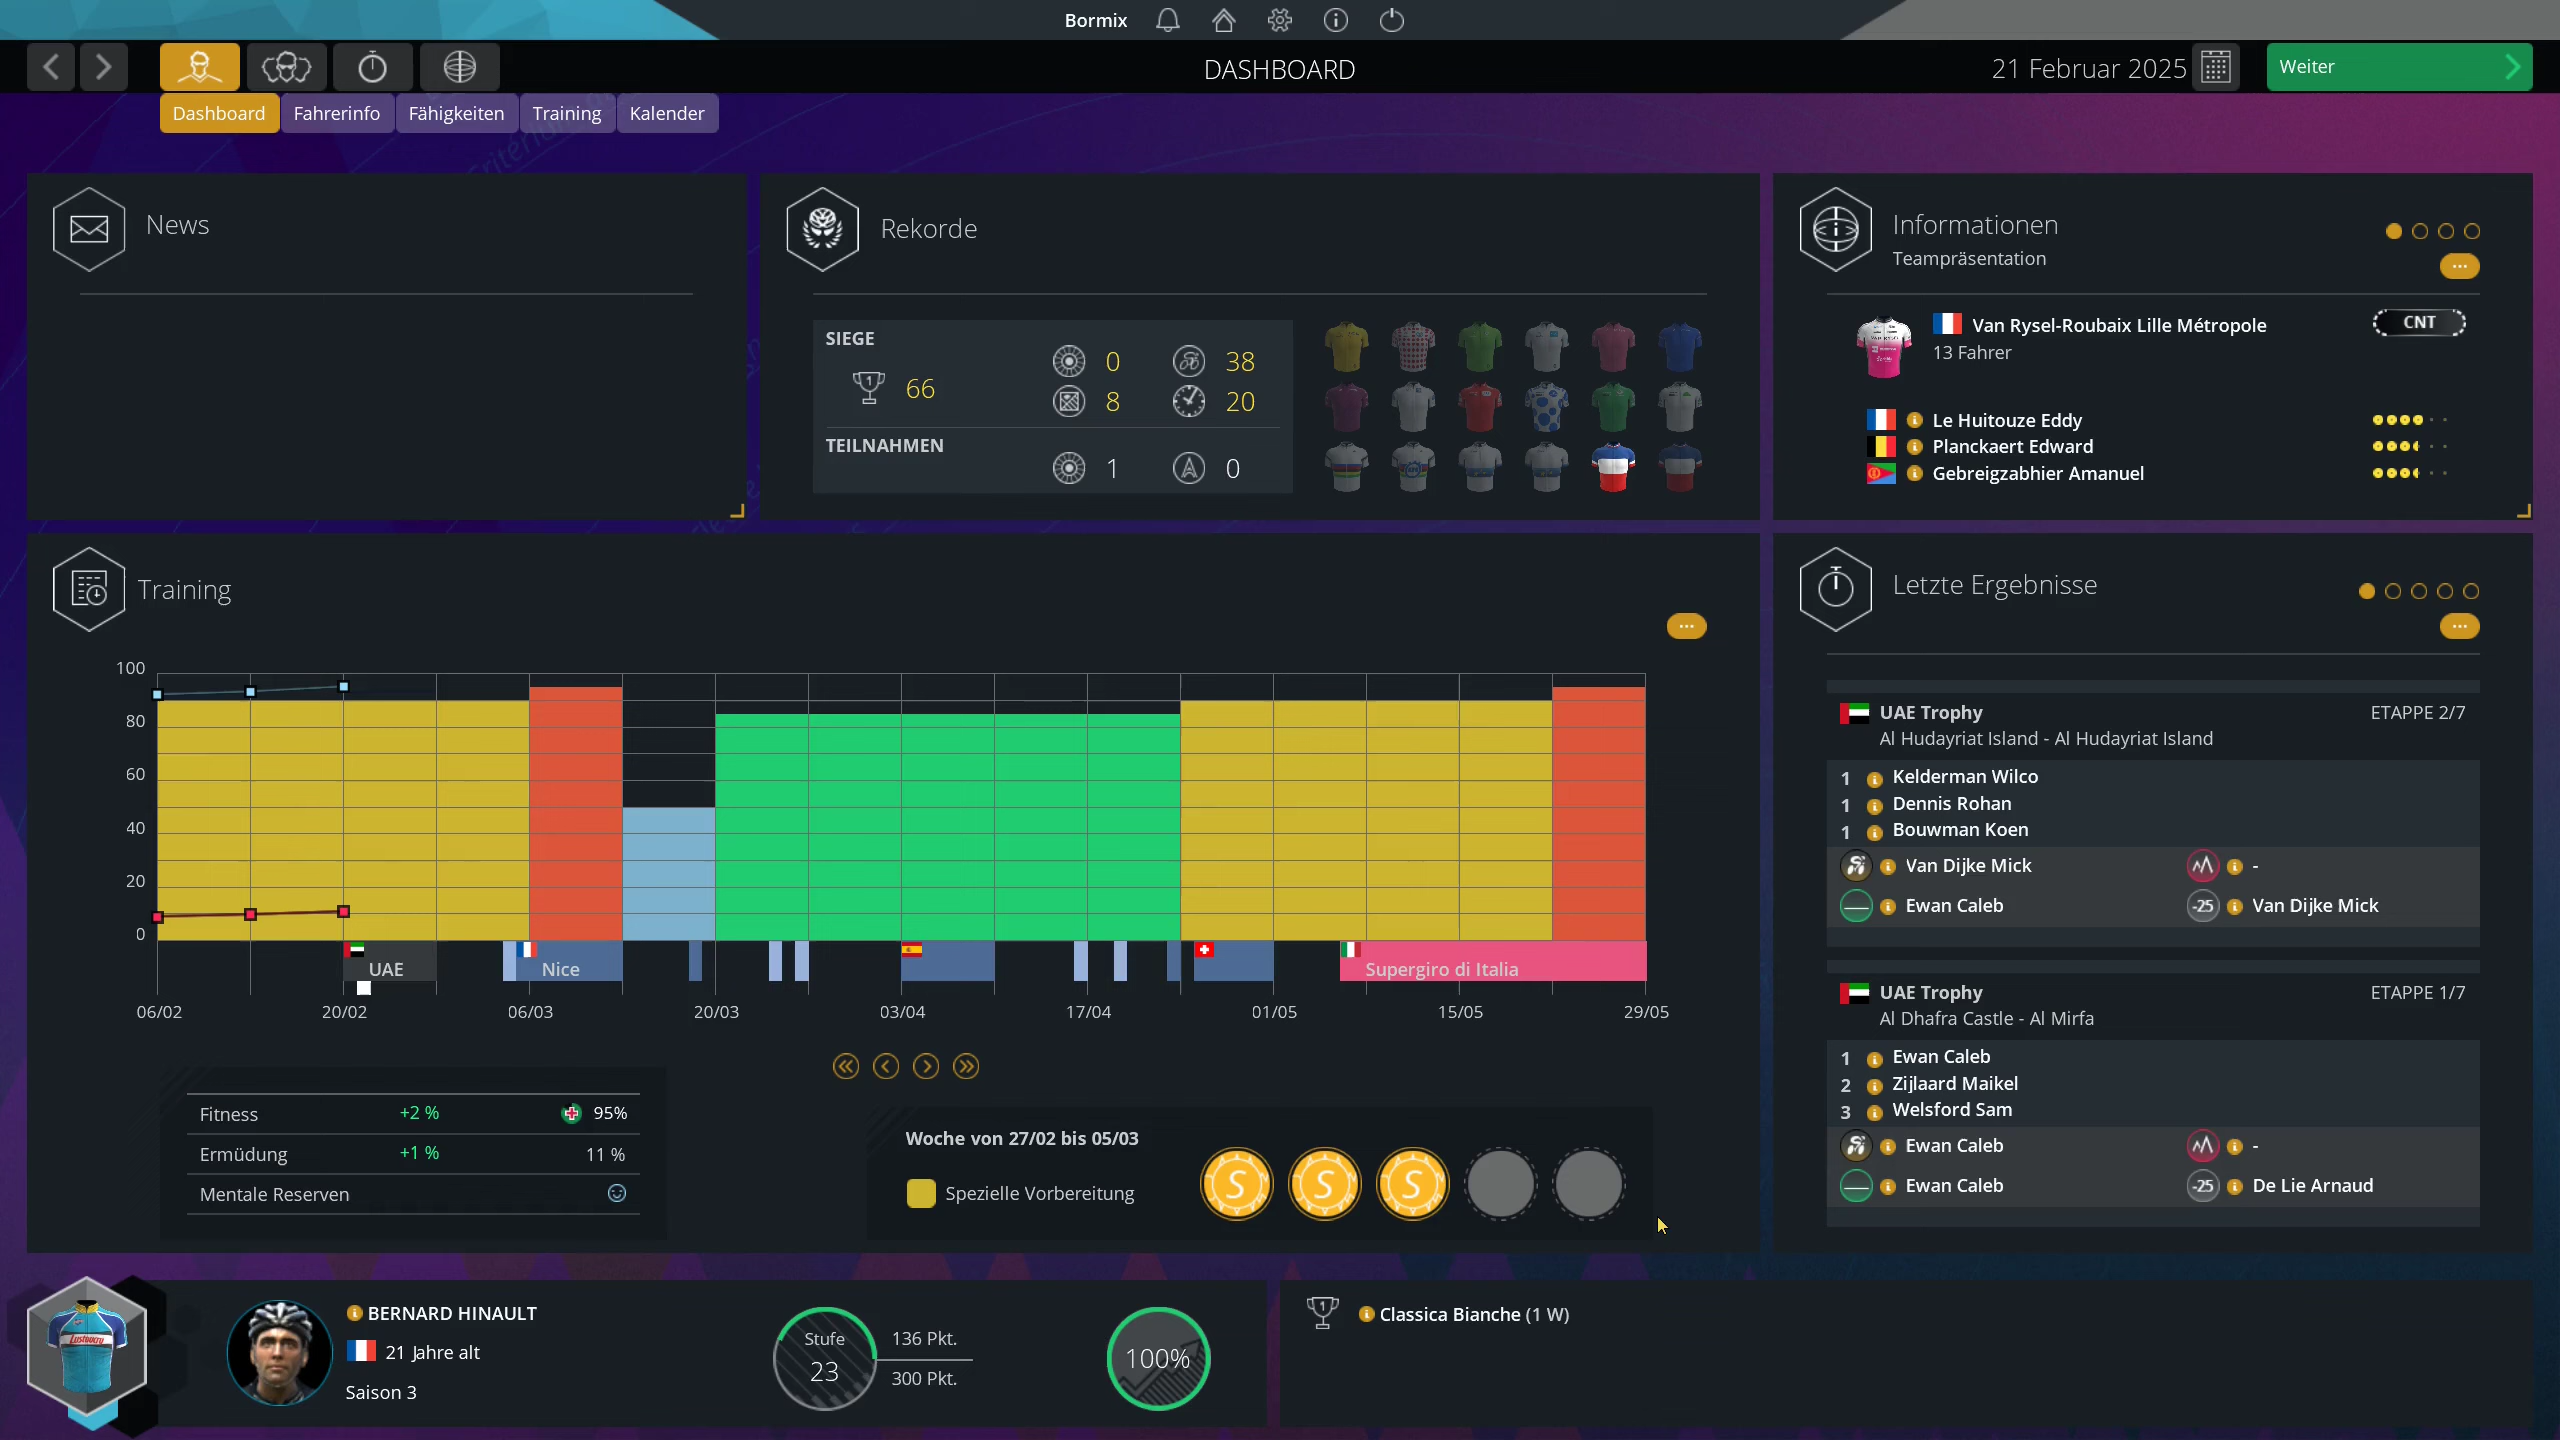 Bormix
DASHBOARD
21 Februar 2025
Weiter
Dashboard
Fahrerinfo
Fähigkeiten
Training
Kalender
News
Rekorde
SIEGE
66
0
38
8
20
TEILNAHMEN
1
0
Informationen
Teampräsentation
Van Rysel-Roubaix Lille Métropole
CNT
13 Fahrer
Le Huitouze Eddy
Planckaert Edward
Gebreigzabhier Amanuel
Training
100
80
60
40
20
0
UAE
Nice
Supergiro di Italia
06/02
20/02
06/03
20/03
03/04
17/04
01/05
15/05
29/05
Fitness +2 % 95%
Ermüdung +1 % 11 %
Mentale Reserven
Woche von 27/02 bis 05/03
Spezielle Vorbereitung
S S S
Letzte Ergebnisse
UAE Trophy ETAPPE 2/7
Al Hudayriat Island - Al Hudayriat Island
1 Kelderman Wilco
1 Dennis Rohan
1 Bouwman Koen
Van Dijke Mick -
Ewan Caleb -25 Van Dijke Mick
UAE Trophy ETAPPE 1/7
Al Dhafra Castle - Al Mirfa
1 Ewan Caleb
2 Zijlaard Maikel
3 Welsford Sam
Ewan Caleb -
Ewan Caleb -25 De Lie Arnaud
BERNARD HINAULT
21 Jahre alt
Saison 3
Stufe
23
136 Pkt.
300 Pkt.
100%
1 Classica Bianche (1 W)